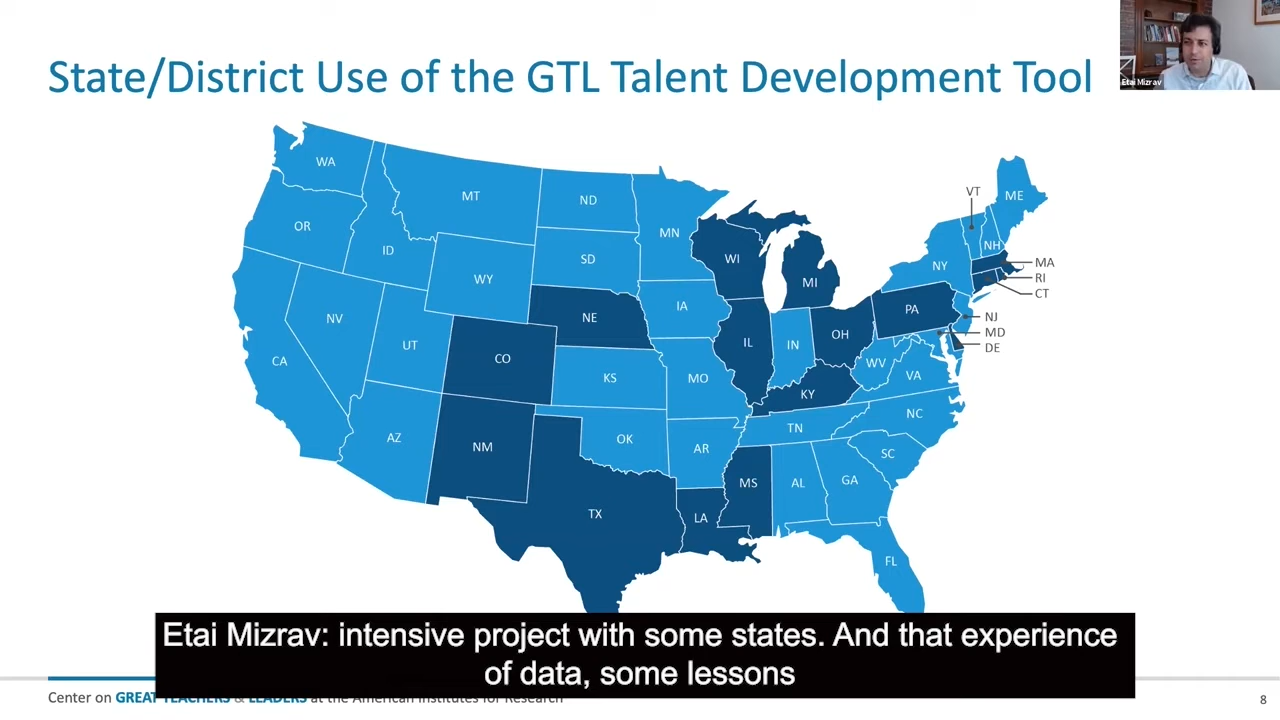 State/District Use of the GTL Talent Development Tool
Etai Mizrav
WA
MT
ND
MN
OR
ID
SD
WI
WY
MI
VT
ME
NH
NY
MA
RI
CT
NV
UT
CO
NE
IA
IL
IN
OH
PA
NJ
MD
DE
CA
KS
MO
KY
WV
VA
AZ
NM
OK
AR
TN
NC
SC
TX
LA
MS
AL
GA
FL
Etai Mizrav: intensive project with some states. And that experience
of data, some lessons
Center on GREAT TEACHERS & LEADERS at the American Institutes for Research
8